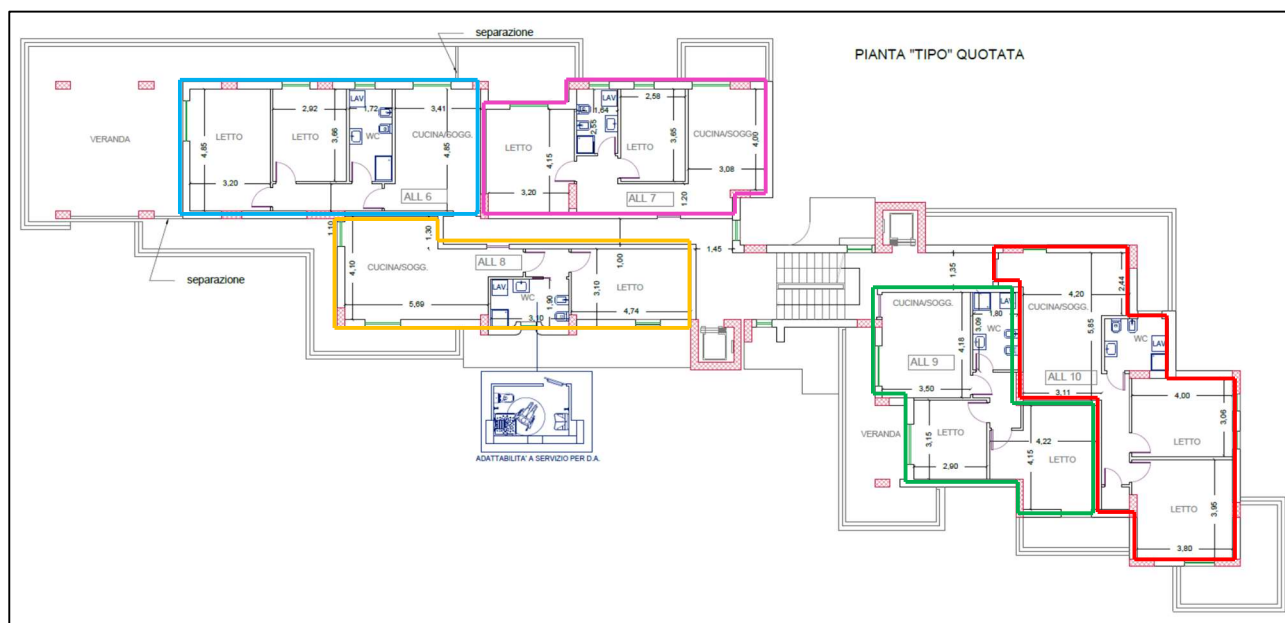 separazione
PIANTA "TIPO" QUOTATA
VERANDA
LETTO
4,85
3,20
2,92
LETTO
3,66
LAV
1,72
WC
3,41
CUCINA/SOGG.
4,85
ALL 6
LETTO
4,15
3,20
LAV
1,64
2,55
2,58
LETTO
3,65
CUCINA/SOGG.
4,00
3,08
1,20
ALL 7
separazione
1,10
1,30
4,10
CUCINA/SOGG.
5,69
ALL 8
LAV
WC
1,90
3,10
1,00
3,10
LETTO
4,74
1,45
1,35
CUCINA/SOGG.
4,18
ALL 9
3,50
LAV
1,80
3,09
WC
VERANDA
3,15
LETTO
2,90
4,22
4,15
LETTO
2,44
4,20
CUCINA/SOGG.
5,85
ALL 10
3,11
WC
LAV
4,00
3,06
LETTO
LETTO
3,95
3,80
ADATTABILITA' A SERVIZIO PER D.A.